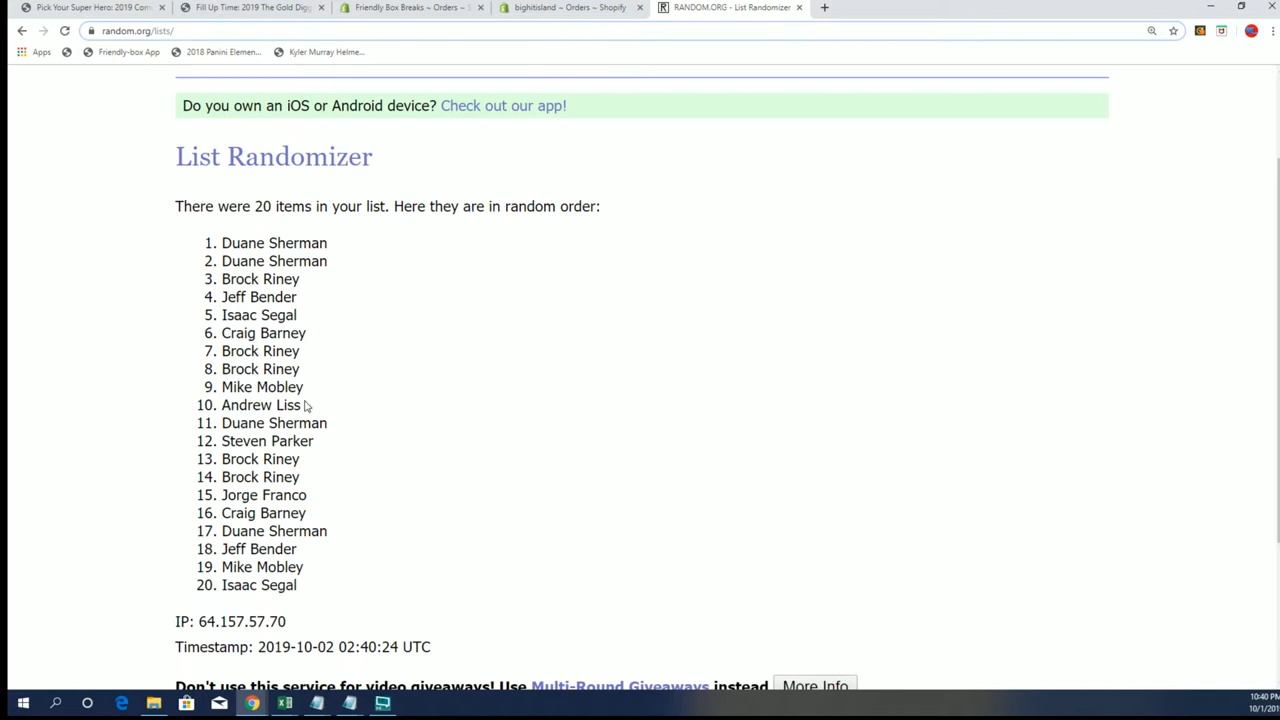 Pick Your Super Hero: 2019 Com
Fill Up Time: 2019 The Gold Digg
Friendly Box Breaks ~ Orders ~ S
bighitisland ~ Orders ~ Shopify
RANDOM.ORG - List Randomizer
random.org/lists/
Apps
Friendly-box App
2018 Panini Elemen...
Kyler Murray Helme...
Do you own an iOS or Android device? Check out our app!
List Randomizer
There were 20 items in your list. Here they are in random order:
1. Duane Sherman
2. Duane Sherman
3. Brock Riney
4. Jeff Bender
5. Isaac Segal
6. Craig Barney
7. Brock Riney
8. Brock Riney
9. Mike Mobley
10. Andrew Liss
11. Duane Sherman
12. Steven Parker
13. Brock Riney
14. Brock Riney
15. Jorge Franco
16. Craig Barney
17. Duane Sherman
18. Jeff Bender
19. Mike Mobley
20. Isaac Segal
IP: 64.157.57.70
Timestamp: 2019-10-02 02:40:24 UTC
Don't use this service for video giveaways! Use Multi-Round Giveaways instead More Info
10:40 PM
10/1/201